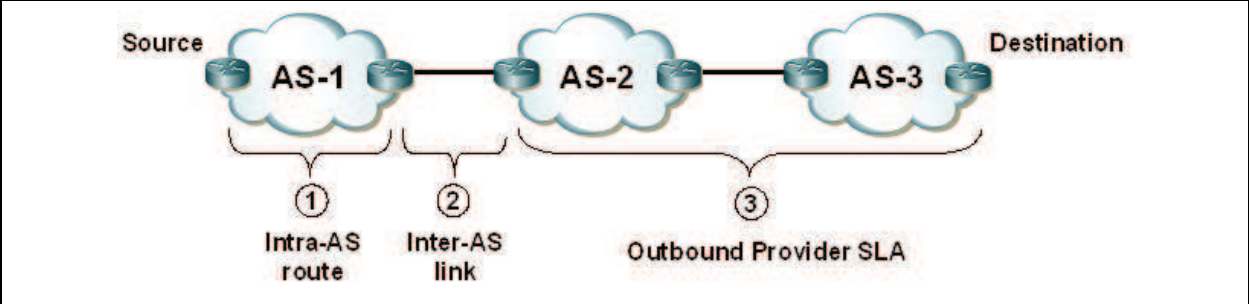 Source
AS-1
AS-2
AS-3
Destination
1
2
3
Intra-AS
route
Inter-AS
link
Outbound Provider SLA